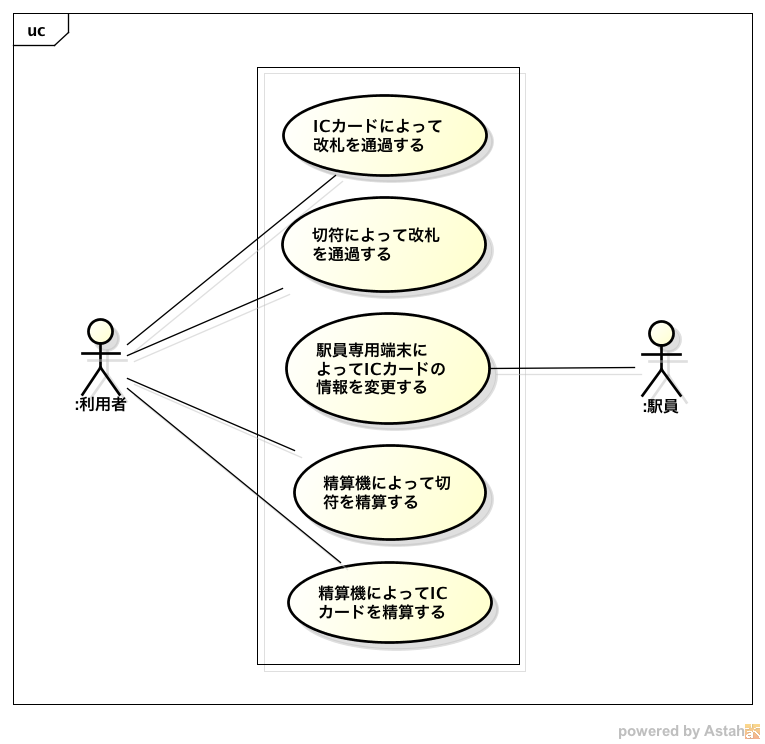 uc
ICカードによって
改札を通過する
切符によって改札
を通過する
駅員専用端末に
よってICカードの
情報を変更する
:利用者
:駅員
精算機によって切
符を精算する
精算機によってIC
カードを精算する
powered by Astah